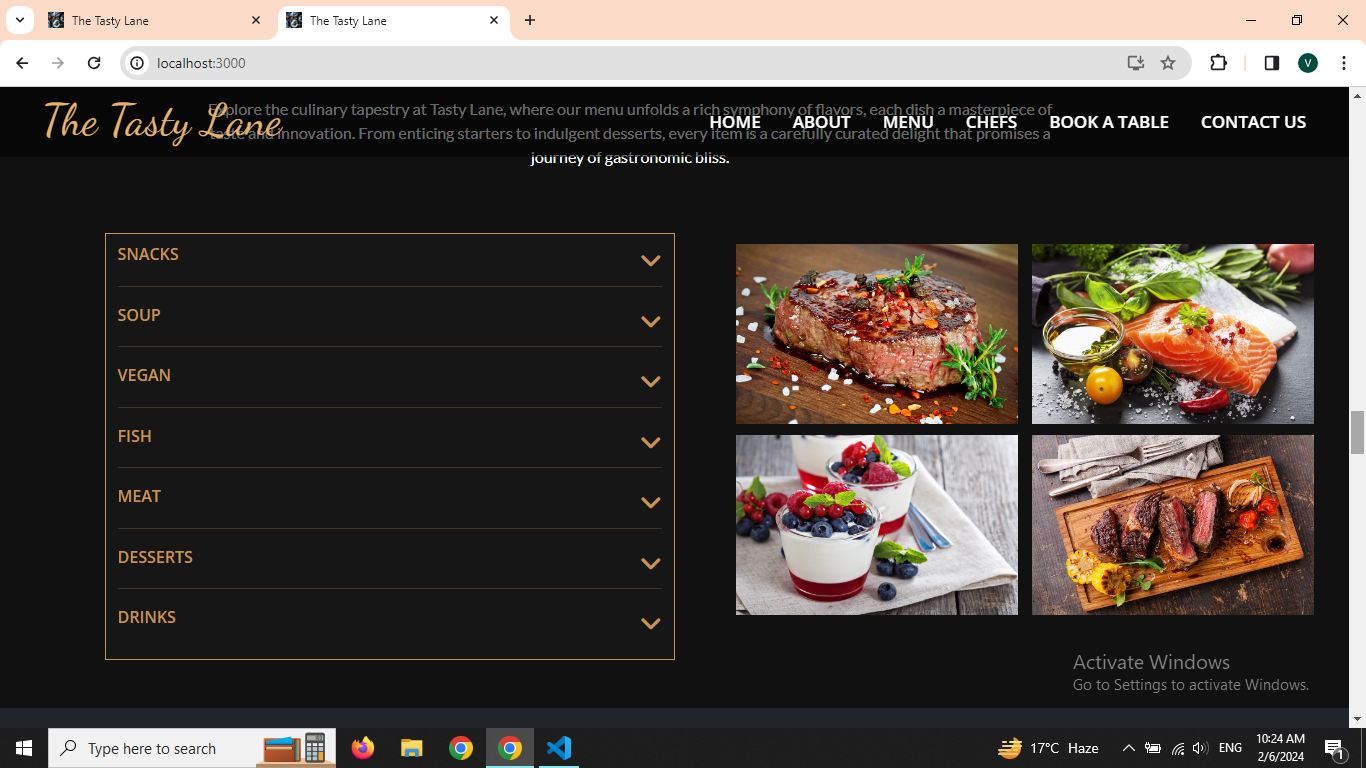 The Tasty Lane
The Tasty Lane
localhost:3000
V
The Tasty Lane
HOME
ABOUT
MENU
CHEFS
BOOK A TABLE
CONTACT US
Explore the culinary tapestry at Tasty Lane, where our menu unfolds a rich symphony of flavors, each dish a masterpiece of
taste and innovation. From enticing starters to indulgent desserts, every item is a carefully curated delight that promises a
journey of gastronomic bliss.
SNACKS
SOUP
VEGAN
FISH
MEAT
DESSERTS
DRINKS
Activate Windows
Go to Settings to activate Windows.
Type here to search
17°C Haze
ENG
10:24 AM
2/6/2024
1